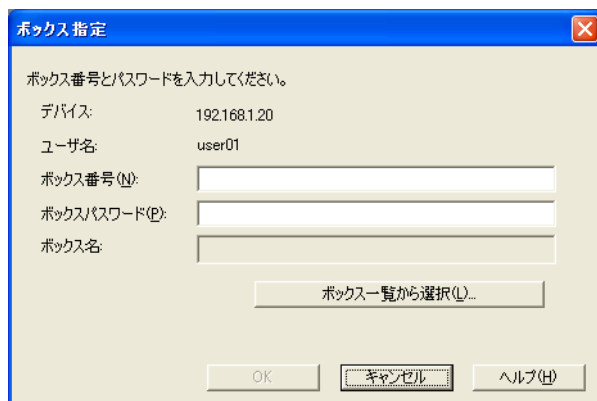 ボックス指定
ボックス番号とパスワードを入力してください。
デバイス: 192.168.1.20
ユーザ名: user01
ボックス番号(N):
ボックスパスワード(P):
ボックス名:
ボックス一覧から選択(L)...
OK キャンセル ヘルプ(H)